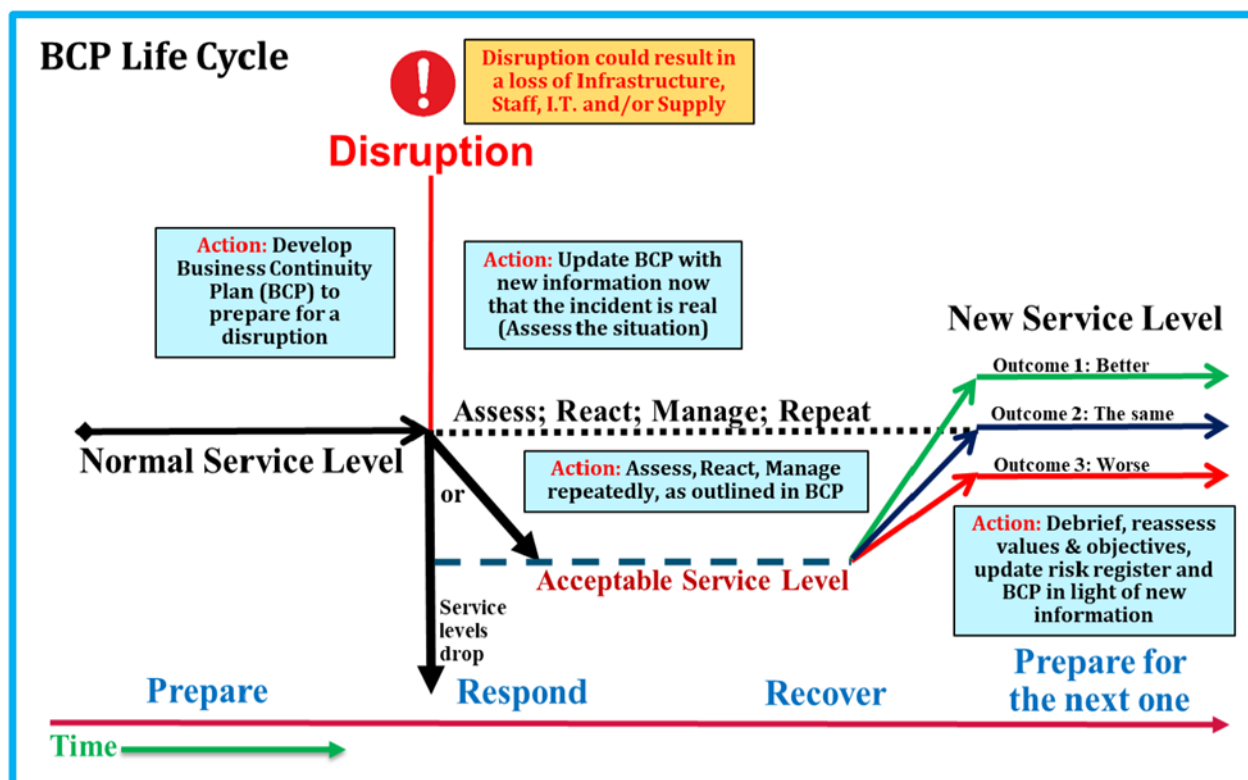 BCP Life Cycle
Disruption could result in
a loss of Infrastructure,
Staff, I.T. and/or Supply
Disruption
Action: Develop
Business Continuity
Plan (BCP) to
prepare for a
disruption
Action: Update BCP with
new information now
that the incident is real
(Assess the situation)
New Service Level
Outcome 1: Better
Assess; React; Manage; Repeat
Outcome 2: The same
Normal Service Level
Action: Assess, React, Manage
repeatedly, as outlined in BCP
Outcome 3: Worse
or
Acceptable Service Level
Action: Debrief, reassess
values & objectives,
update risk register and
BCP in light of new
information
Service
levels
drop
Prepare
Respond
Recover
Prepare for
the next one
Time